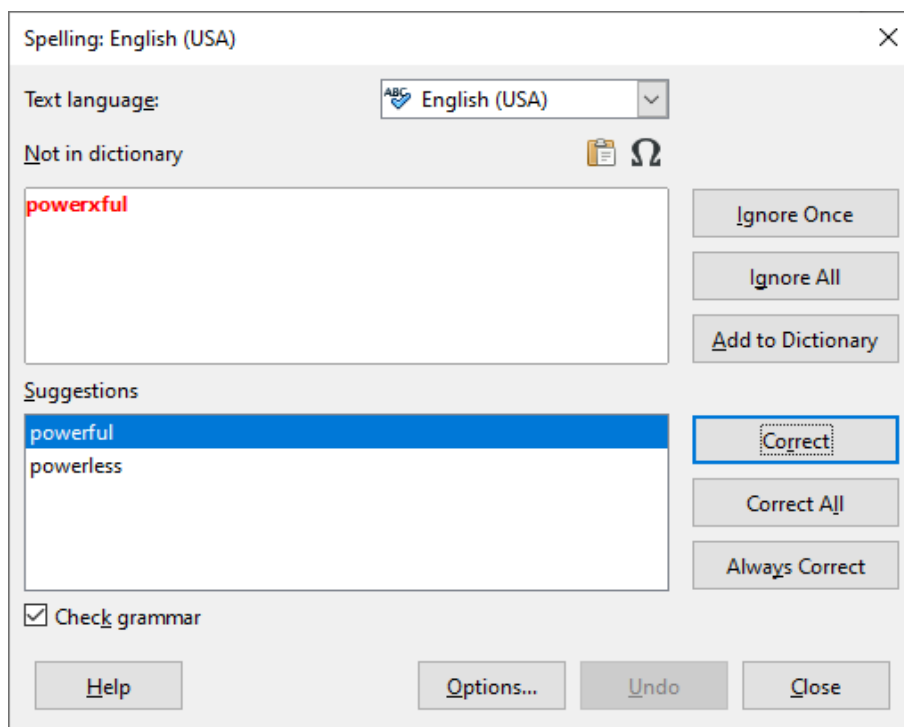 Spelling: English (USA)
Text language:
ABC
English (USA)
Not in dictionary
Ω
powerxful
Ignore Once
Ignore All
Add to Dictionary
Suggestions
powerful
powerless
Correct
Correct All
Always Correct
Check grammar
Help
Options...
Undo
Close